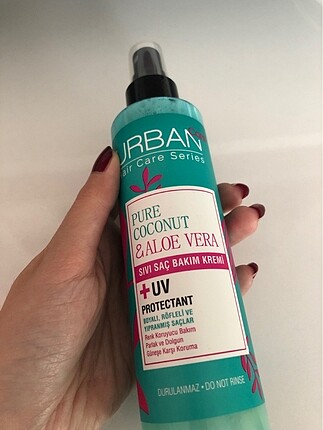 URBAN
Hair Care Series
PURE
COCONUT
& ALOE VERA
SIVI SAÇ BAKIM KREMİ
+UV
PROTECTANT
BOYALI, RÖFLELİ VE
YIPRANMIŞ SAÇLAR
Renk Koruyucu Bakım
Parlak ve Dolgun
Güneşe Karşı Koruma
DURULANMAZ • DO NOT RINSE